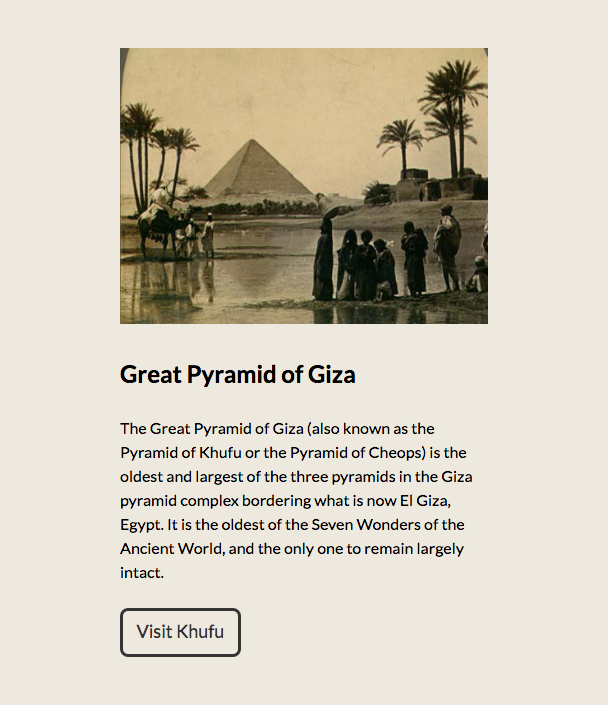 Great Pyramid of Giza
The Great Pyramid of Giza (also known as the
Pyramid of Khufu or the Pyramid of Cheops) is the
oldest and largest of the three pyramids in the Giza
pyramid complex bordering what is now El Giza,
Egypt. It is the oldest of the Seven Wonders of the
Ancient World, and the only one to remain largely
intact.
Visit Khufu